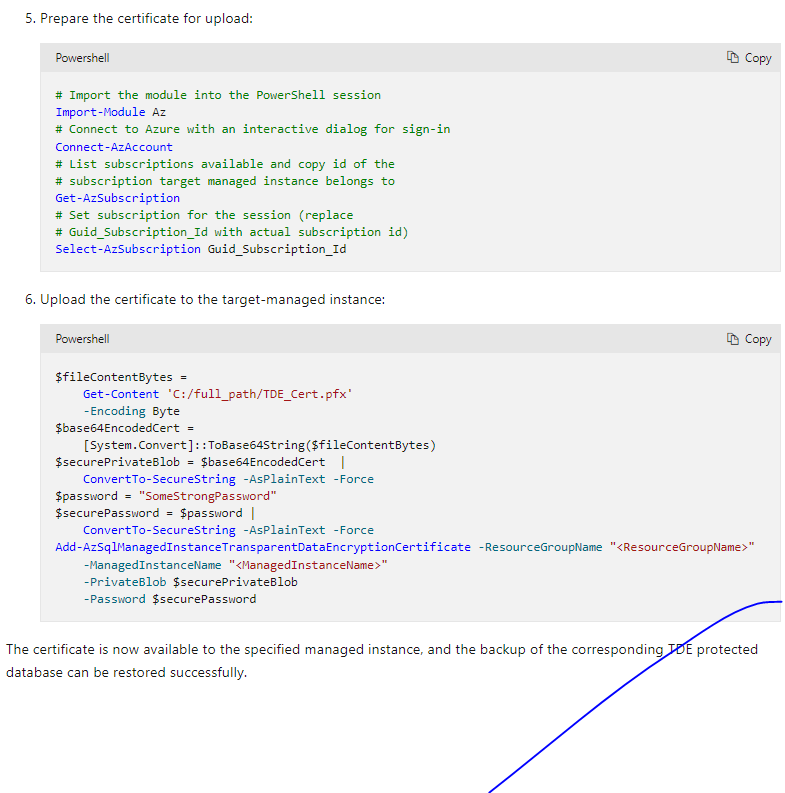 5. Prepare the certificate for upload:
Powershell
Copy
# Import the module into the PowerShell session
Import-Module Az
# Connect to Azure with an interactive dialog for sign-in
Connect-AzAccount
# List subscriptions available and copy id of the
# subscription target managed instance belongs to
Get-AzSubscription
# Set subscription for the session (replace
# Guid_Subscription_Id with actual subscription id)
Select-AzSubscription Guid_Subscription_Id
6. Upload the certificate to the target-managed instance:
Powershell
Copy
$fileContentBytes =
Get-Content 'C:/full_path/TDE_Cert.pfx'
-Encoding Byte
$base64EncodedCert =
[System.Convert]::ToBase64String($fileContentBytes)
$securePrivateBlob = $base64EncodedCert |
ConvertTo-SecureString -AsPlainText -Force
$password = "SomeStrongPassword"
$securePassword = $password |
ConvertTo-SecureString -AsPlainText -Force
Add-AzSqlManagedInstanceTransparentDataEncryptionCertificate -ResourceGroupName "<ResourceGroupName>"
-ManagedInstanceName "<ManagedInstanceName>"
-PrivateBlob $securePrivateBlob
-Password $securePassword
The certificate is now available to the specified managed instance, and the backup of the corresponding TDE protected
database can be restored successfully.